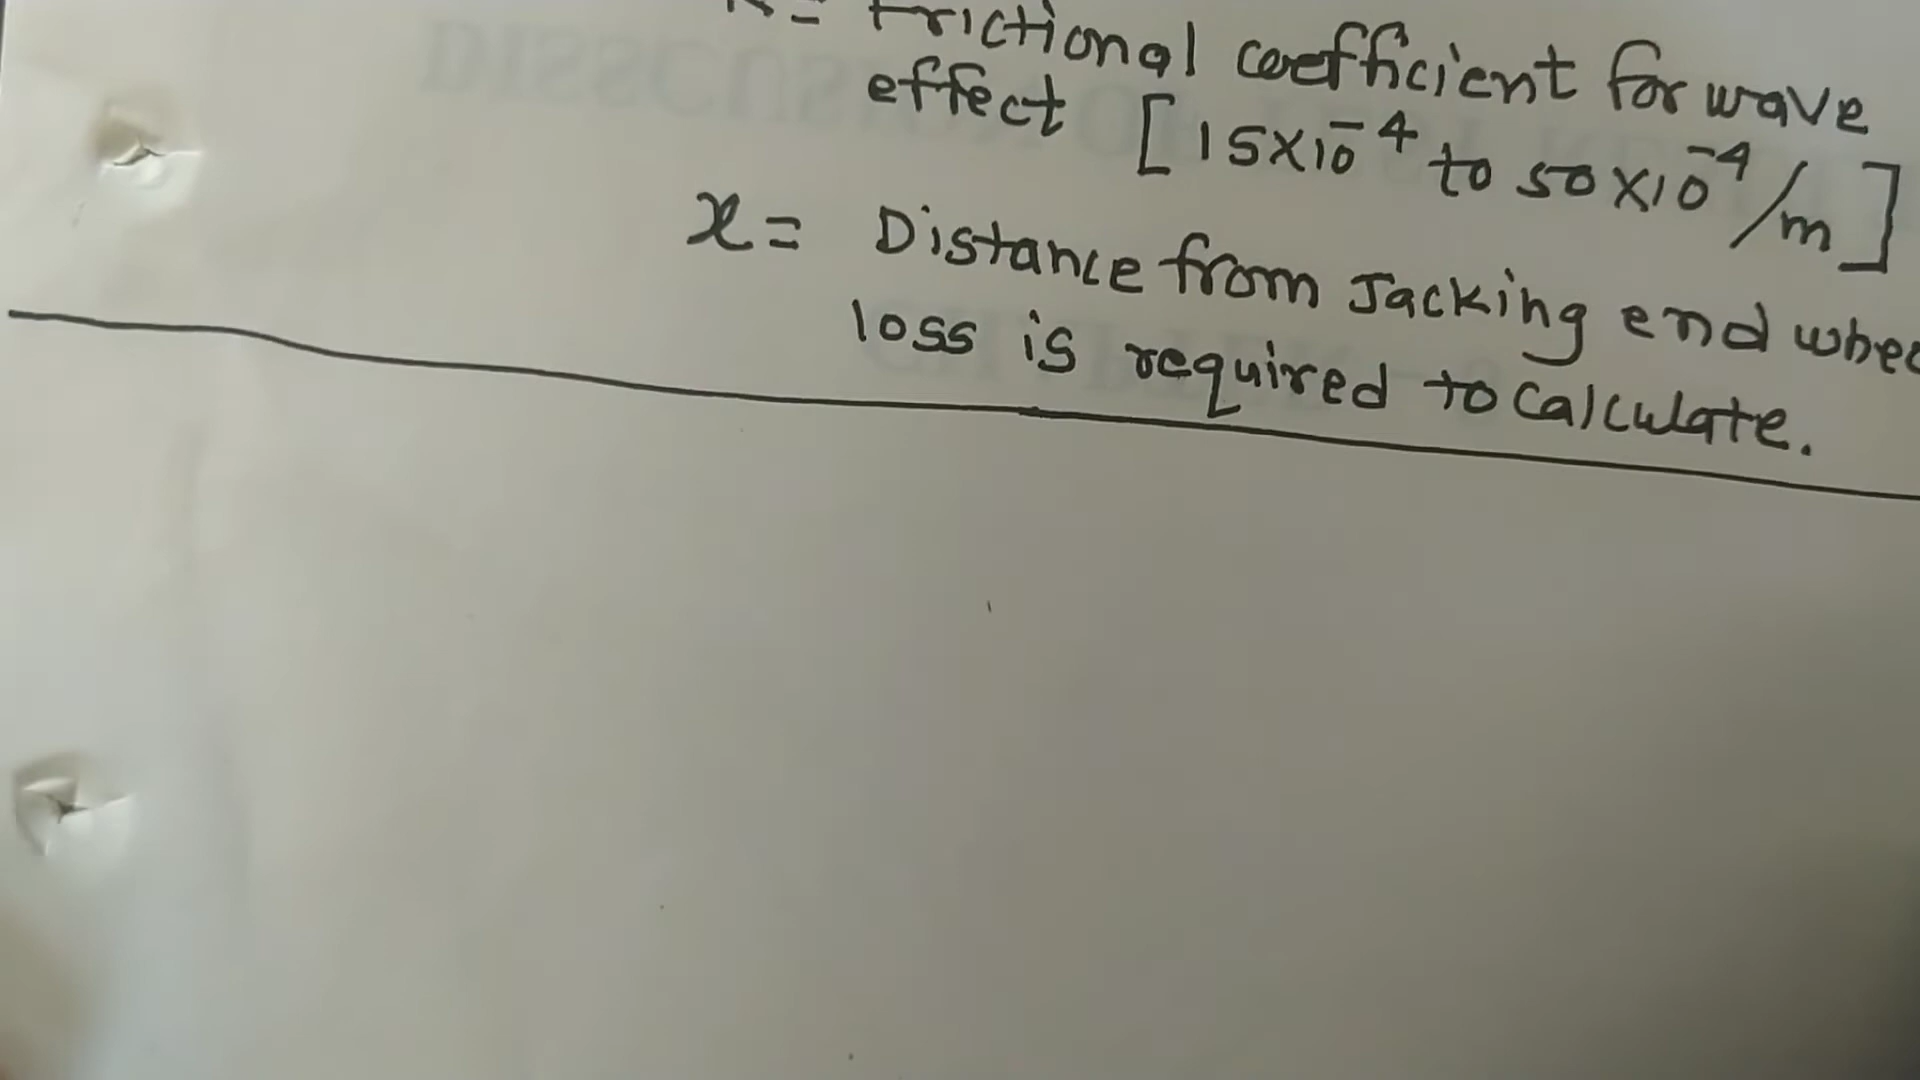 K = Frictional coefficient for wave
effect [15×10⁻⁴ to 50×10⁻⁴/m]
x = Distance from Jacking end
loss is required to calculate.